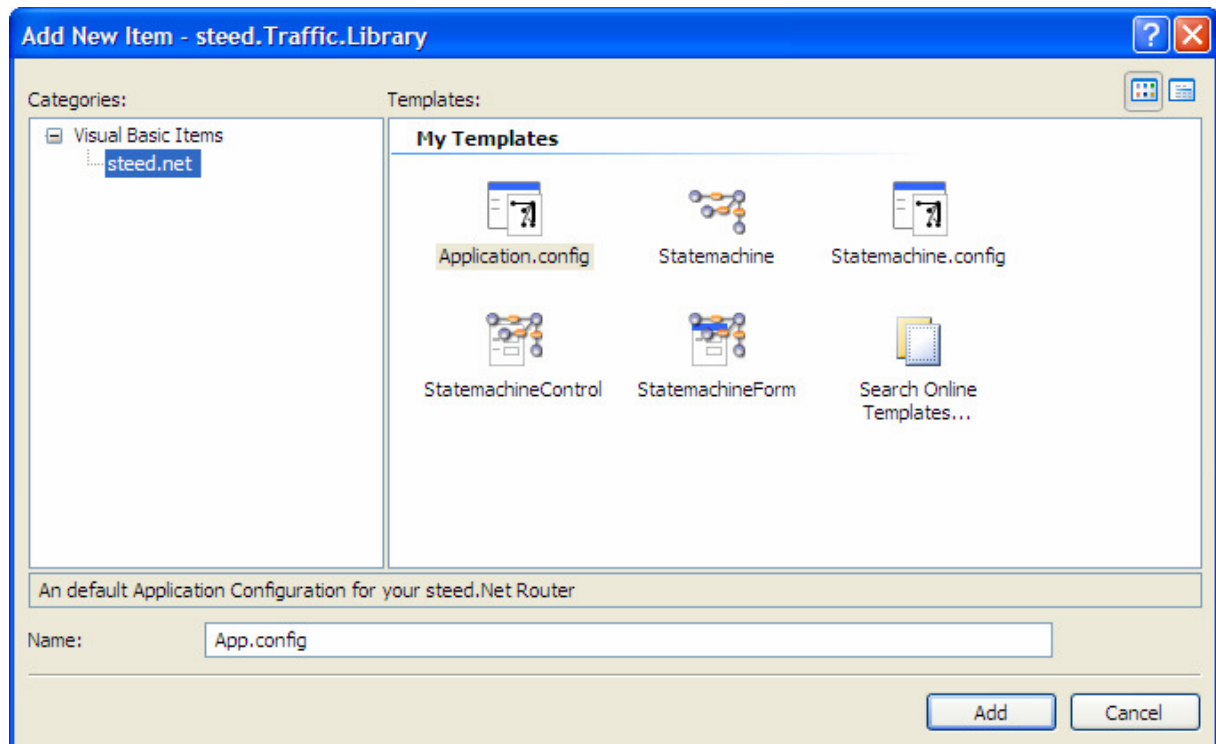 Add New Item - steed.Traffic.Library
Categories:
Templates:
Visual Basic Items
steed.net
My Templates
Application.config
Statemachine
Statemachine.config
StatemachineControl
StatemachineForm
Search Online
Templates...
An default Application Configuration for your steed.Net Router
Name:
App.config
Add
Cancel